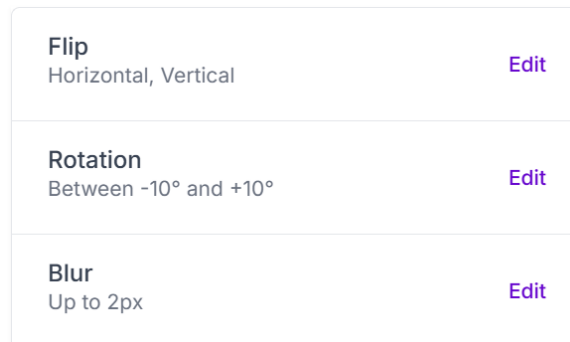 Flip
Horizontal, Vertical
Edit
Rotation
Between -10° and +10°
Edit
Blur
Up to 2px
Edit